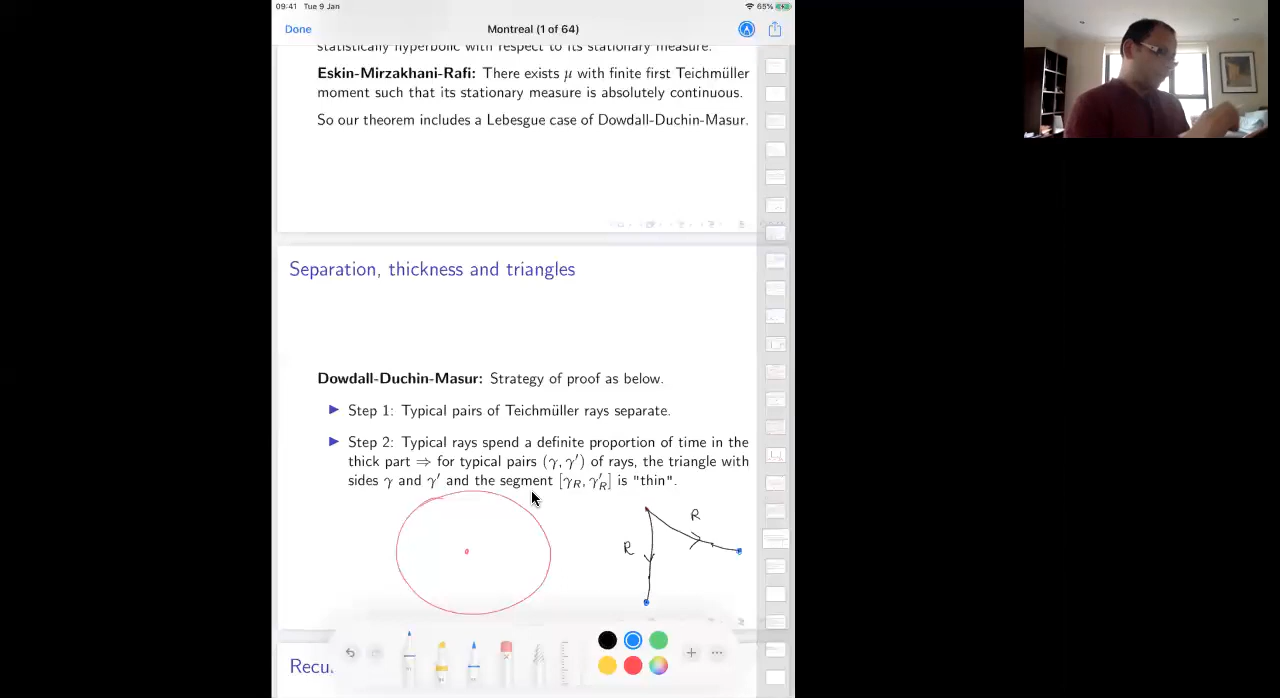 09:41 Tue 9 Jan
65%
Done
Montreal (1 of 64)
statistically hyperbolic with respect to its stationary measure.
Eskin-Mirzakhani-Rafi: There exists μ with finite first Teichmüller
moment such that its stationary measure is absolutely continuous.
So our theorem includes a Lebesgue case of Dowdall-Duchin-Masur.
Separation, thickness and triangles
Dowdall-Duchin-Masur: Strategy of proof as below.
▶ Step 1: Typical pairs of Teichmüller rays separate.
▶ Step 2: Typical rays spend a definite proportion of time in the
thick part ⇒ for typical pairs (γ, γ′) of rays, the triangle with
sides γ and γ′ and the segment [γ_R, γ′_R] is "thin".
R
R
Recu